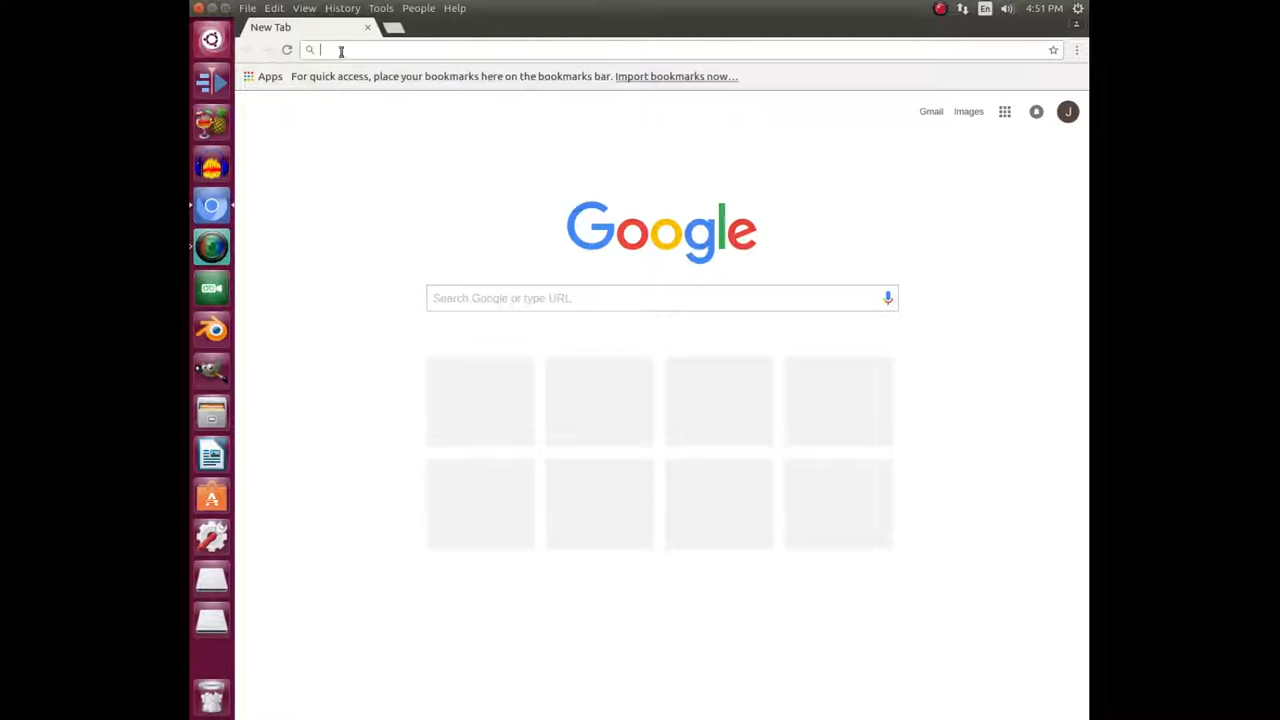 File Edit View History Tools People Help
En
4:51 PM
New Tab
Apps For quick access, place your bookmarks here on the bookmarks bar. Import bookmarks now...
Gmail Images
J
Google
Search Google or type URL